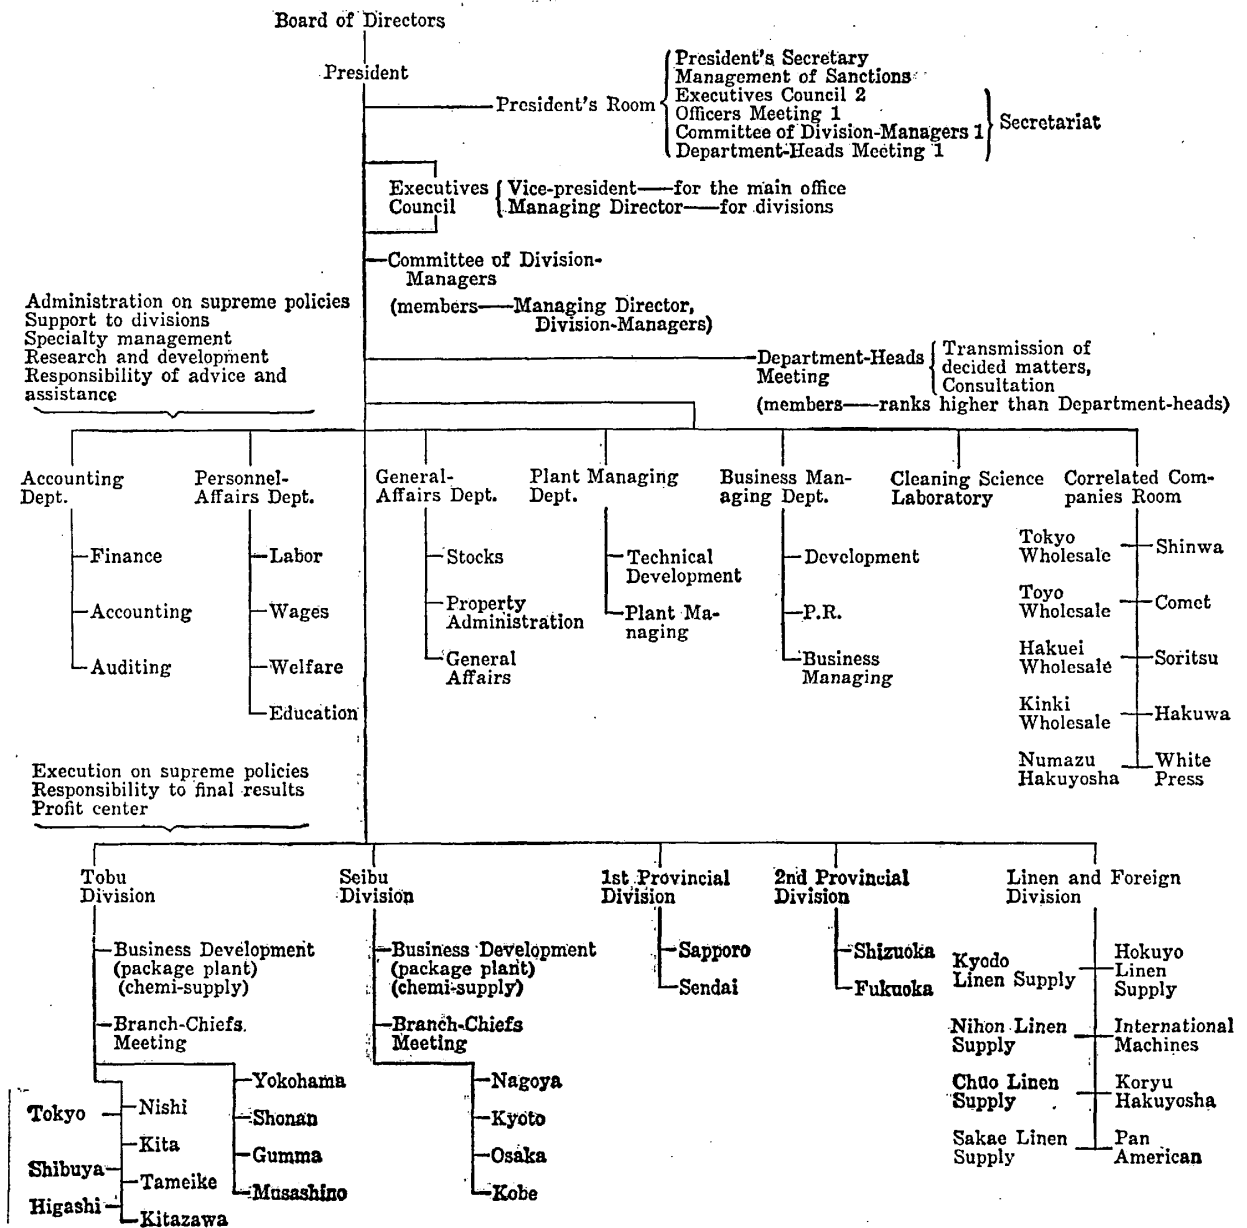 Board of Directors
President
President's Room
President's Secretary
Management of Sanctions
Executives Council 2
Officers Meeting 1
Committee of Division-Managers 1
Department-Heads Meeting 1
Secretariat
Executives
Council
Vice-president——for the main office
Managing Director——for divisions
Committee of Division-
Managers
(members——Managing Director,
Division-Managers)
Administration on supreme policies
Support to divisions
Specialty management
Research and development
Responsibility of advice and
assistance
Department-Heads
Meeting
Transmission of
decided matters,
Consultation
(members——ranks higher than Department-heads)
Accounting
Dept.
Finance
Accounting
Auditing
Personnel-
Affairs Dept.
Labor
Wages
Welfare
Education
General-
Affairs Dept.
Stocks
Property
Administration
General
Affairs
Plant Managing
Dept.
Technical
Development
Plant Ma-
naging
Business Man-
aging Dept.
Development
P.R.
Business
Managing
Cleaning Science
Laboratory
Correlated Com-
panies Room
Tokyo
Wholesale
Shinwa
Toyo
Wholesale
Comet
Hakuei
Wholesale
Soritsu
Kinki
Wholesale
Hakuwa
Numazu
Hakuyosha
White
Press
Execution on supreme policies
Responsibility to final results
Profit center
Tobu
Division
Business Development
(package plant)
(chemi-supply)
Branch-Chiefs.
Meeting
Tokyo
Shibuya
Higashi
Nishi
Kita
Tameike
Kitazawa
Yokohama
Shonan
Gumma
Musashino
Seibu
Division
Business Development
(package plant)
(chemi-supply)
Branch-Chiefs
Meeting
Nagoya
Kyoto
Osaka
Kobe
1st Provincial
Division
Sapporo
Sendai
2nd Provincial
Division
Shizuoka
Fukuoka
Linen and Foreign
Division
Kyodo
Linen Supply
Hokuyo
Linen
Supply
Nihon Linen
Supply
International
Machines
Chuo Linen
Supply
Koryu
Hakuyosha
Sakae Linen
Supply
Pan
American